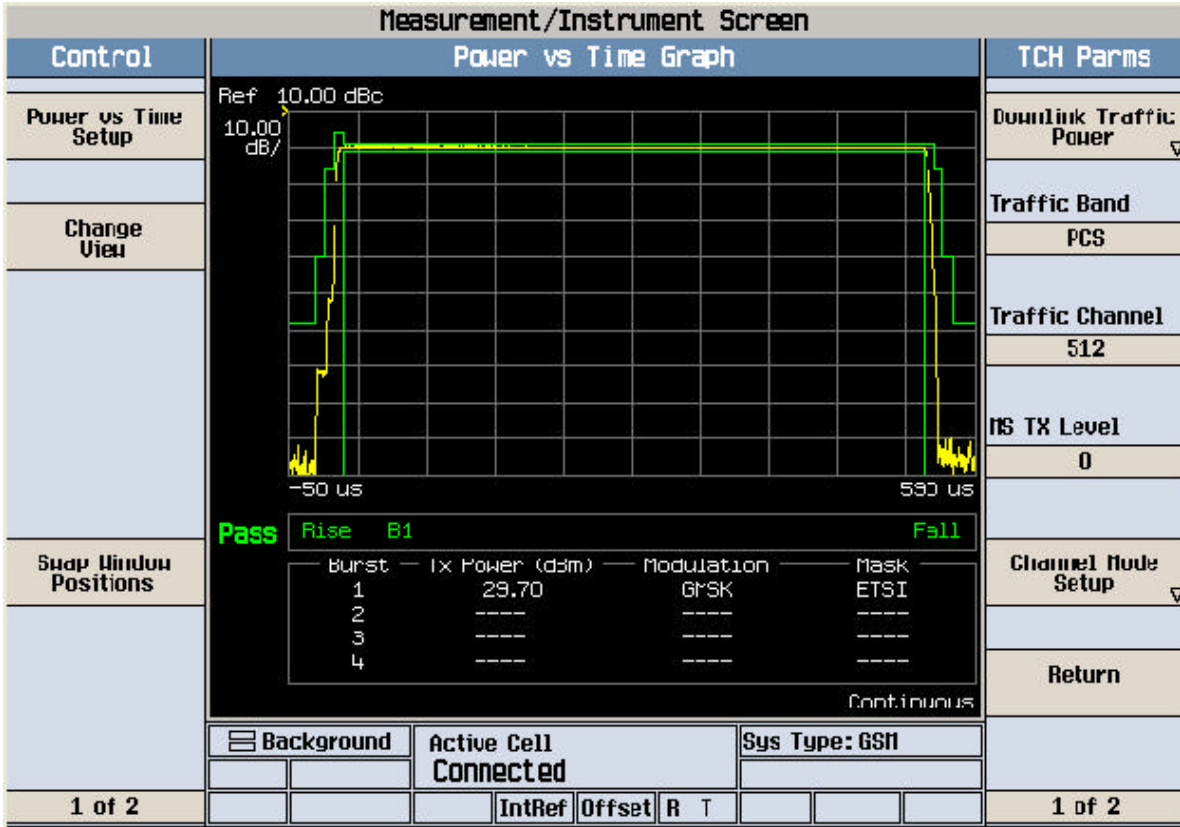 Measurement/Instrument Screen
Control
Power vs Time Graph
TCH Parms
Power vs Time
Setup
Change
View
Swap Window
Positions
1 of 2
Ref 10.00 dBc
10.00
dB/
-50 us
593 us
Pass
Rise B1 Fall
Burst Tx Power (dBm) Modulation Mask
1 29.70 GMSK ETSI
2 ---- ---- ----
3 ---- ---- ----
4 ---- ---- ----
Continuous
Background
Active Cell
Connected
Sys Type: GSM
IntRef Offset R T
Downlink Traffic
Power
Traffic Band
PCS
Traffic Channel
512
MS TX Level
0
Channel Mode
Setup
Return
1 of 2